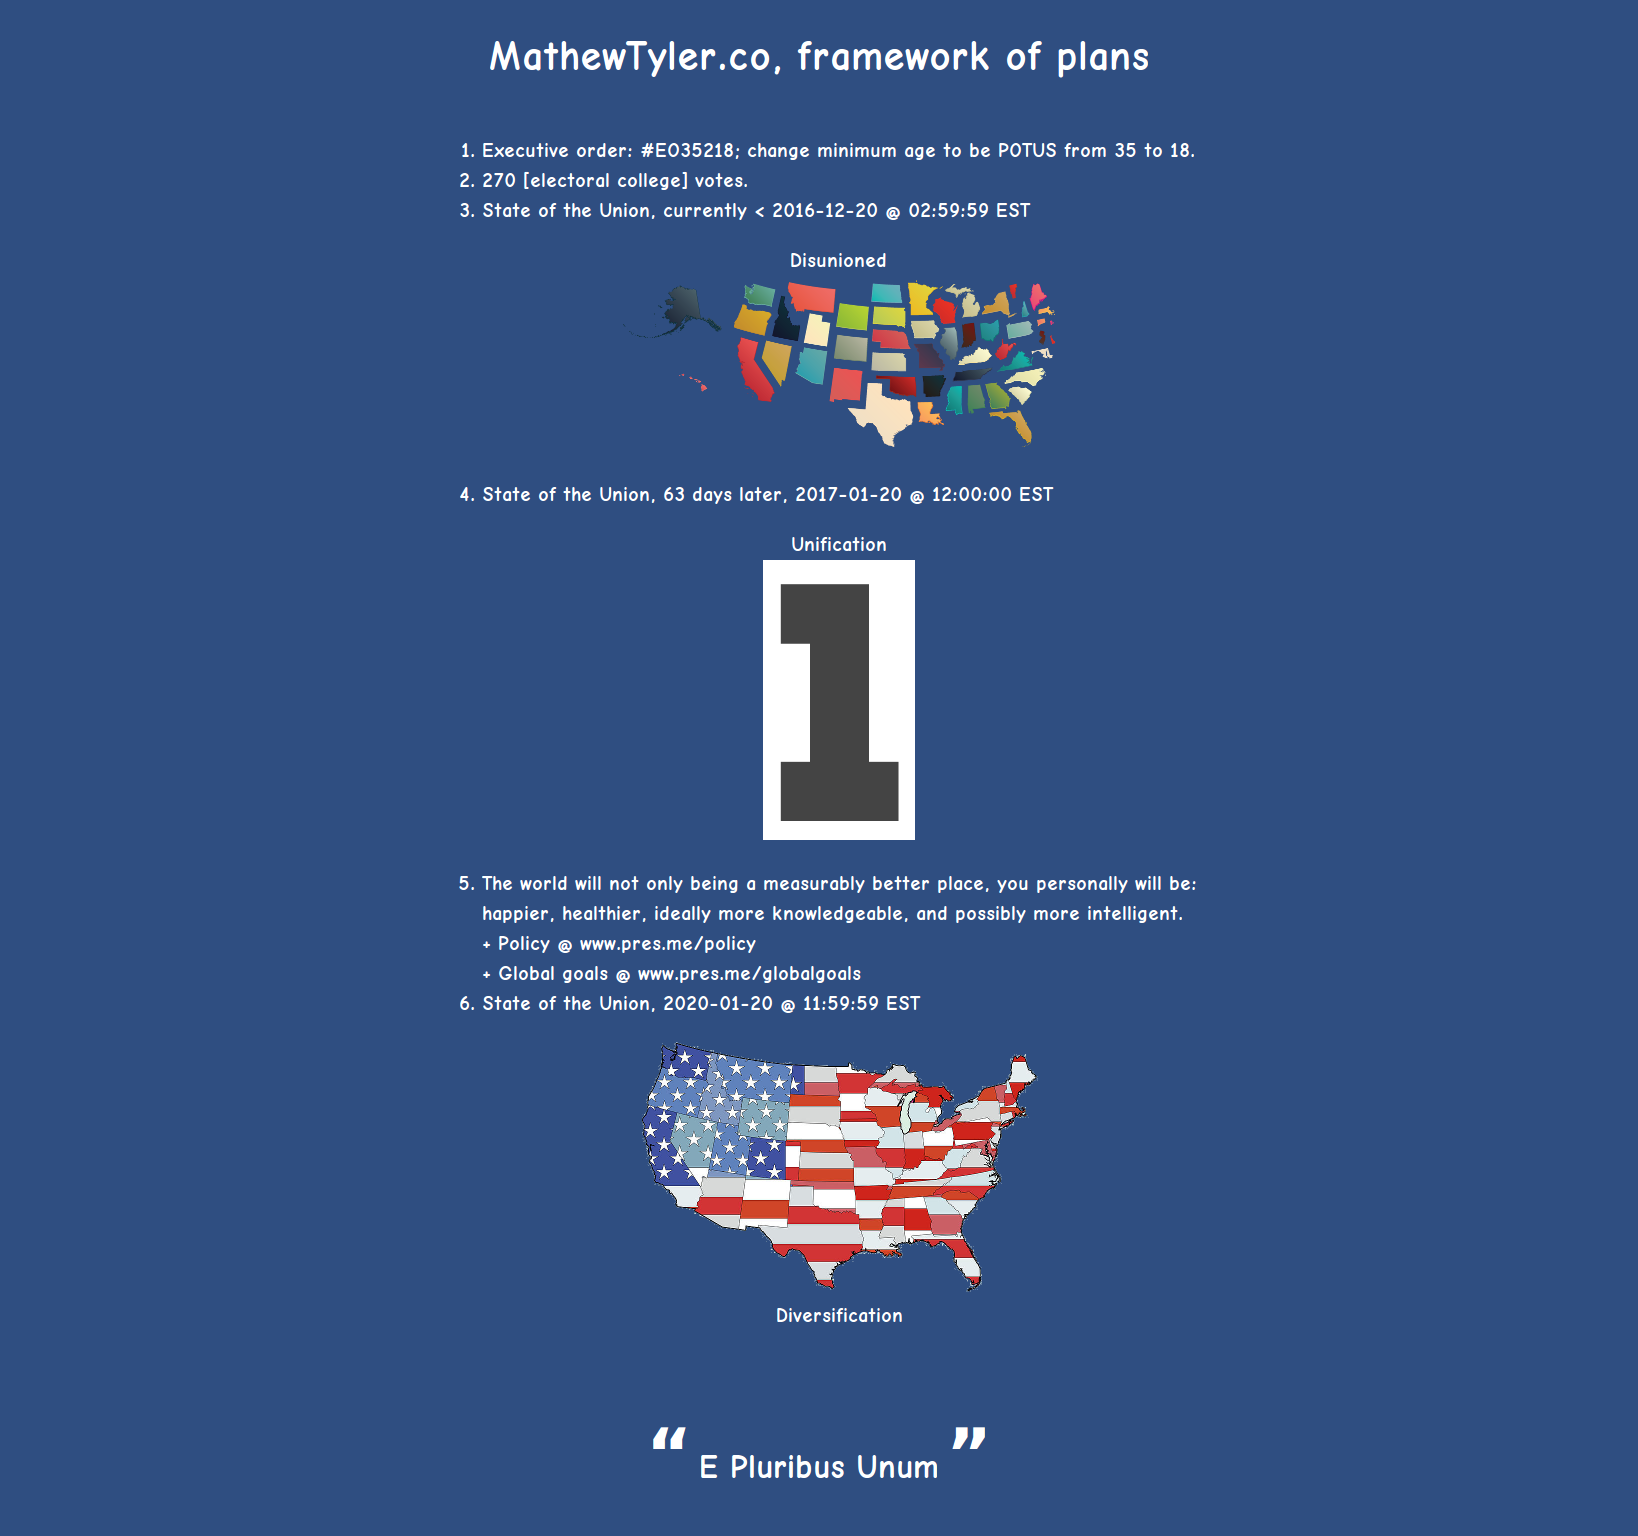 MathewTyler.co, framework of plans
1. Executive order: #EO35218; change minimum age to be POTUS from 35 to 18.
2. 270 [electoral college] votes.
3. State of the Union, currently < 2016-12-20 @ 02:59:59 EST
Disunioned
4. State of the Union, 63 days later, 2017-01-20 @ 12:00:00 EST
Unification
1
5. The world will not only being a measurably better place, you personally will be:
happier, healthier, ideally more knowledgeable, and possibly more intelligent.
+ Policy @ www.pres.me/policy
+ Global goals @ www.pres.me/globalgoals
6. State of the Union, 2020-01-20 @ 11:59:59 EST
Diversification
“ E Pluribus Unum ”